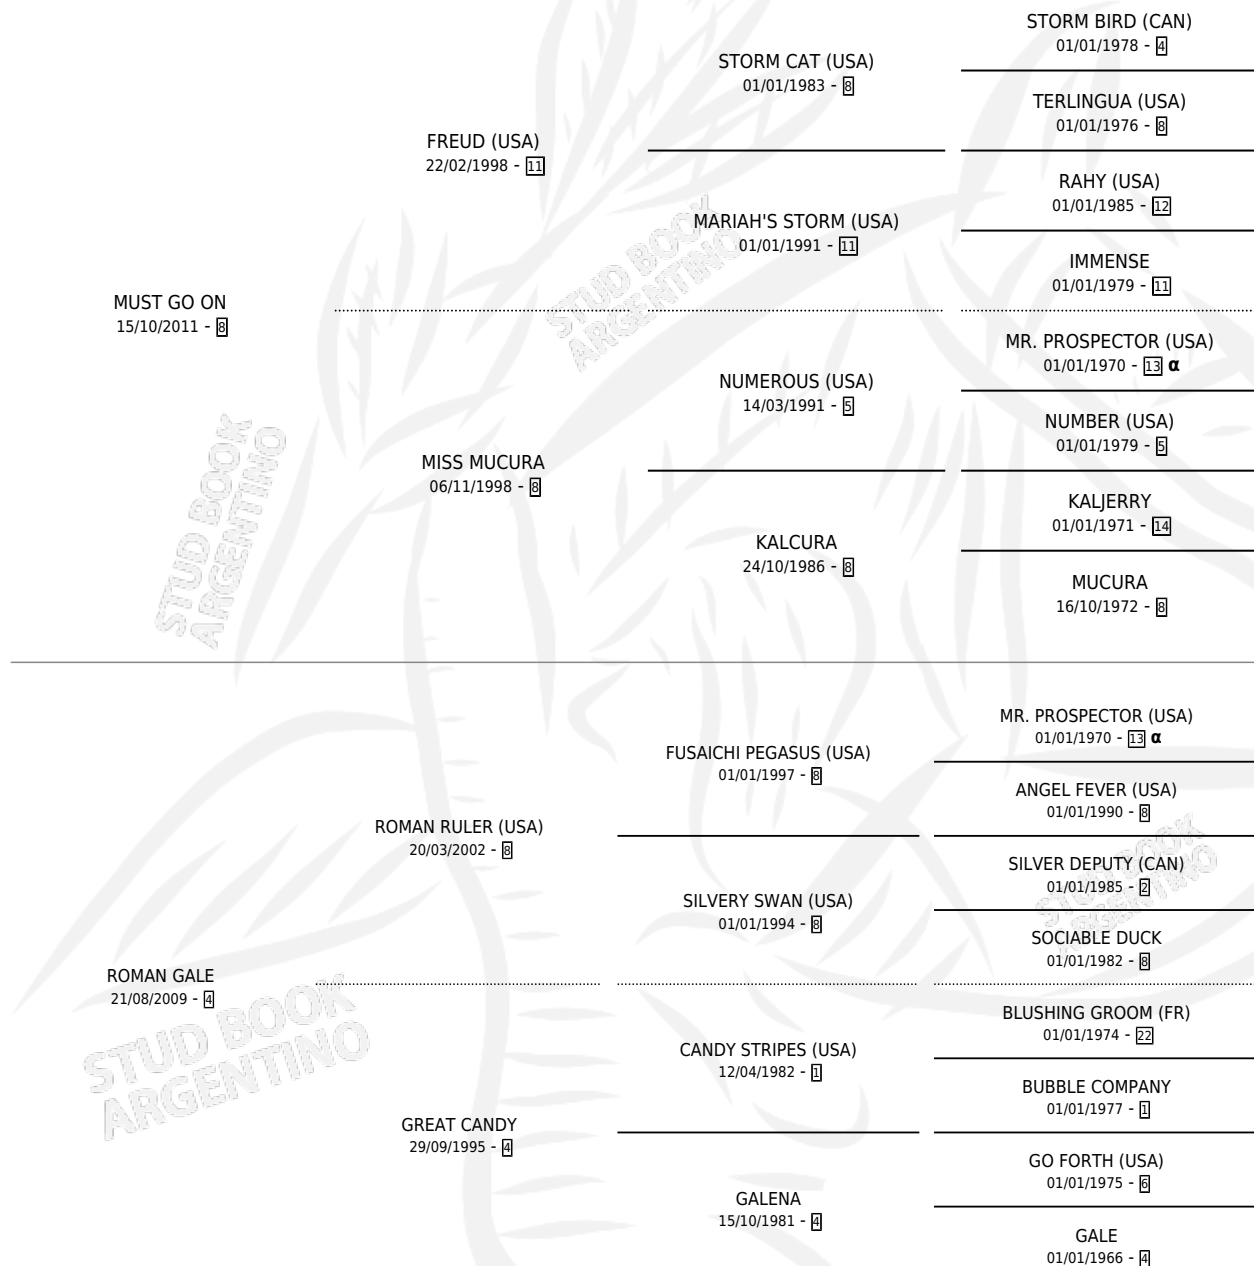 STORM BIRD (CAN)
01/01/1978 - 4
STORM CAT (USA)
01/01/1983 - 8
TERLINGUA (USA)
01/01/1976 - 8
FREUD (USA)
22/02/1998 - 11
RAHY (USA)
01/01/1985 - 12
MARIAH'S STORM (USA)
01/01/1991 - 11
IMMENSE
01/01/1979 - 11
MUST GO ON
15/10/2011 - 8
MR. PROSPECTOR (USA)
01/01/1970 - 13 α
NUMEROUS (USA)
14/03/1991 - 5
NUMBER (USA)
01/01/1979 - 5
MISS MUCURA
06/11/1998 - 8
KALJERRY
01/01/1971 - 14
KALCURA
24/10/1986 - 8
MUCURA
16/10/1972 - 8
MR. PROSPECTOR (USA)
01/01/1970 - 13 α
FUSAICHI PEGASUS (USA)
01/01/1997 - 8
ANGEL FEVER (USA)
01/01/1990 - 8
ROMAN RULER (USA)
20/03/2002 - 8
SILVER DEPUTY (CAN)
01/01/1985 - 2
SILVERY SWAN (USA)
01/01/1994 - 8
SOCIABLE DUCK
01/01/1982 - 8
ROMAN GALE
21/08/2009 - 4
BLUSHING GROOM (FR)
01/01/1974 - 22
CANDY STRIPES (USA)
12/04/1982 - 1
BUBBLE COMPANY
01/01/1977 - 1
GREAT CANDY
29/09/1995 - 4
GO FORTH (USA)
01/01/1975 - 6
GALENA
15/10/1981 - 4
GALE
01/01/1966 - 4
STUD BOOK
ARGENTINO
STUD BOOK
ARGENTINO
STUD BOOK
ARGENTINO
STUD BOOK
ARGENTINO